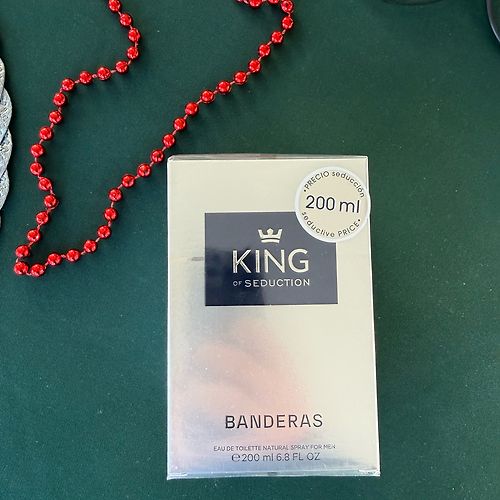 •PRECIO seducción
200 ml
seductive PRICE•
KING
OF SEDUCTION
BANDERAS
EAU DE TOILETTE NATURAL SPRAY FOR MEN
℮200 ml 6.8 FL OZ